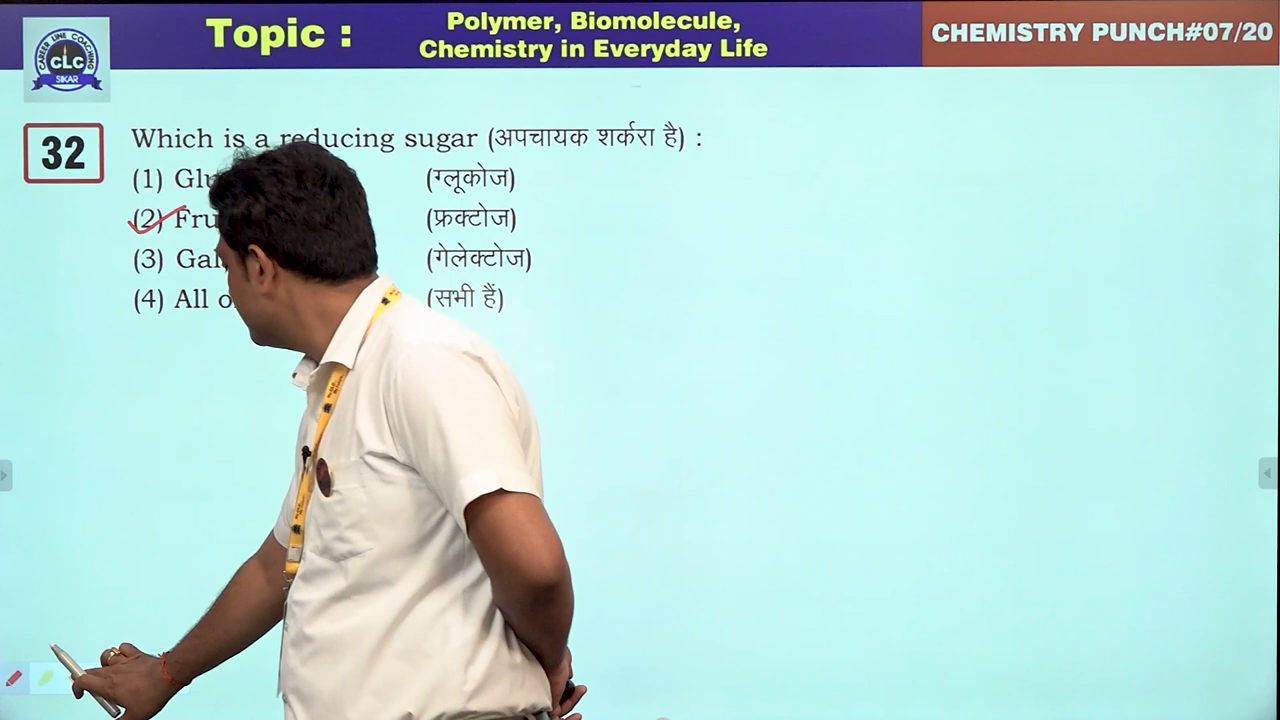 Topic :
Polymer, Biomolecule,
Chemistry in Everyday Life
CHEMISTRY PUNCH#07/20
CAREER LINE COACHING
CLC
SIKAR
32
Which is a reducing sugar (अपचायक शर्करा है) :
(1) (ग्लूकोज)
(2) (फ्रक्टोज)
(3) (गेलेक्टोज)
(4) All (सभी हैं)